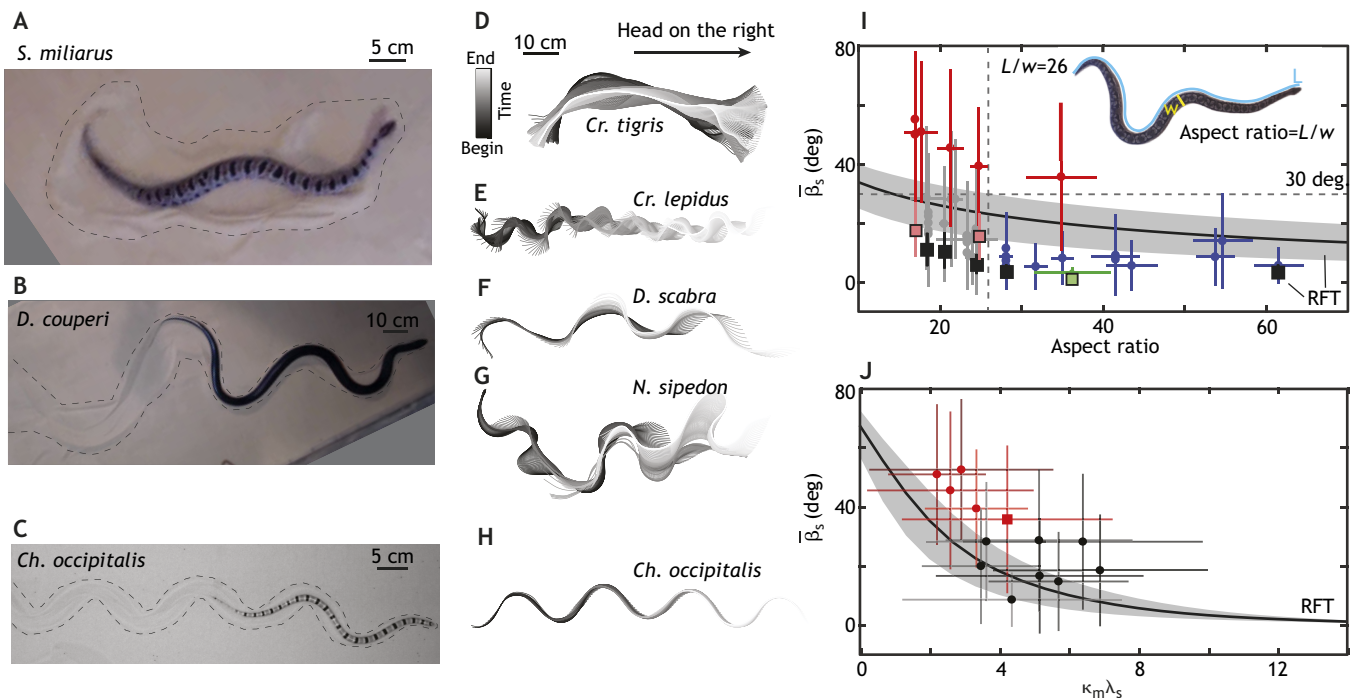 A
S. miliarus
5 cm
B
D. couperi
10 cm
C
Ch. occipitalis
5 cm
D
10 cm
Head on the right
End
Time
Begin
Cr. tigris
E
Cr. lepidus
F
D. scabra
G
N. sipedon
H
Ch. occipitalis
I
80
40
0
β̅s (deg)
L/w=26
L
w
Aspect ratio=L/w
30 deg.
RFT
20
40
60
Aspect ratio
J
80
40
0
β̅s (deg)
RFT
0
4
8
12
κmλs